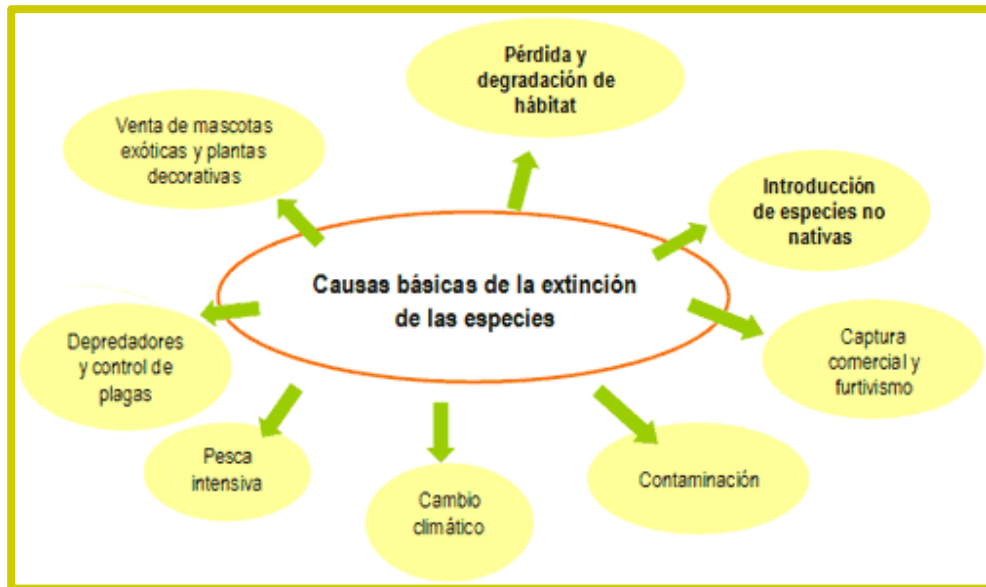 Pérdida y
degradación de
hábitat
Venta de mascotas
exóticas y plantas
decorativas
Introducción
de especies no
nativas
Causas básicas de la extinción
de las especies
Depredadores
y control de
plagas
Captura
comercial y
furtivismo
Pesca
intensiva
Cambio
climático
Contaminación